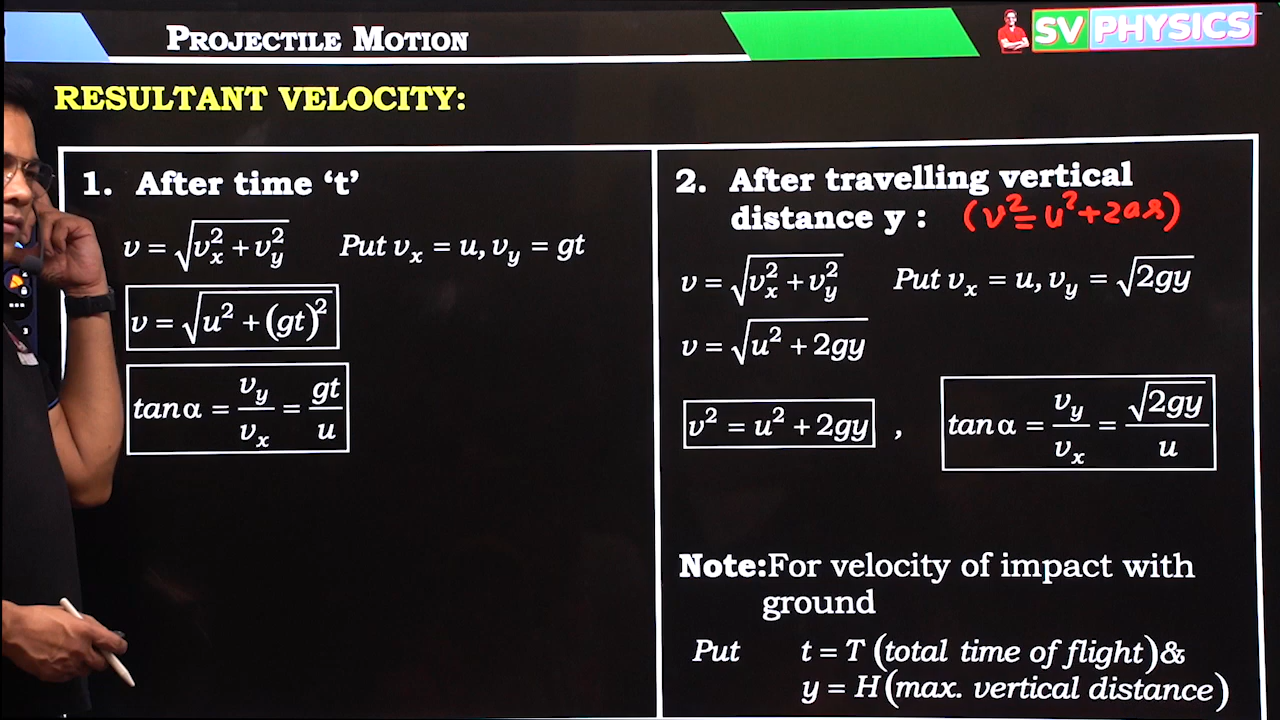 PROJECTILE MOTION
SV PHYSICS
RESULTANT VELOCITY:
1. After time ‘t’
v = √(v_x² + v_y²) Put v_x = u, v_y = gt
v = √(u² + (gt)²)
tan α = v_y/v_x = gt/u
2. After travelling vertical
distance y : (v² = u² + 2as)
v = √(v_x² + v_y²) Put v_x = u, v_y = √(2gy)
v = √(u² + 2gy)
v² = u² + 2gy , tan α = v_y/v_x = √(2gy)/u
Note:For velocity of impact with
ground
Put t = T (total time of flight)&
y = H(max. vertical distance)